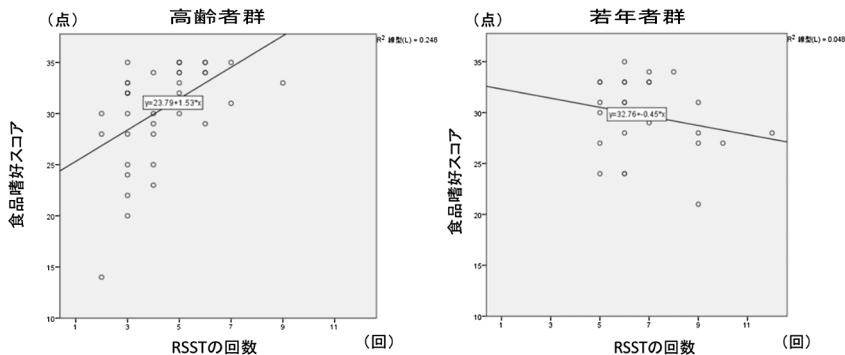 (点) 高齢者群
R² 線型(L) = 0.248
y=23.79+1.53*x
食品嗜好スコア
35
30
25
20
15
10
1 3 5 7 9 11
RSSTの回数 (回)
(点) 若年者群
R² 線型(L) = 0.048
y=32.76+-0.45*x
食品嗜好スコア
35
30
25
20
15
10
1 3 5 7 9 11
RSSTの回数 (回)